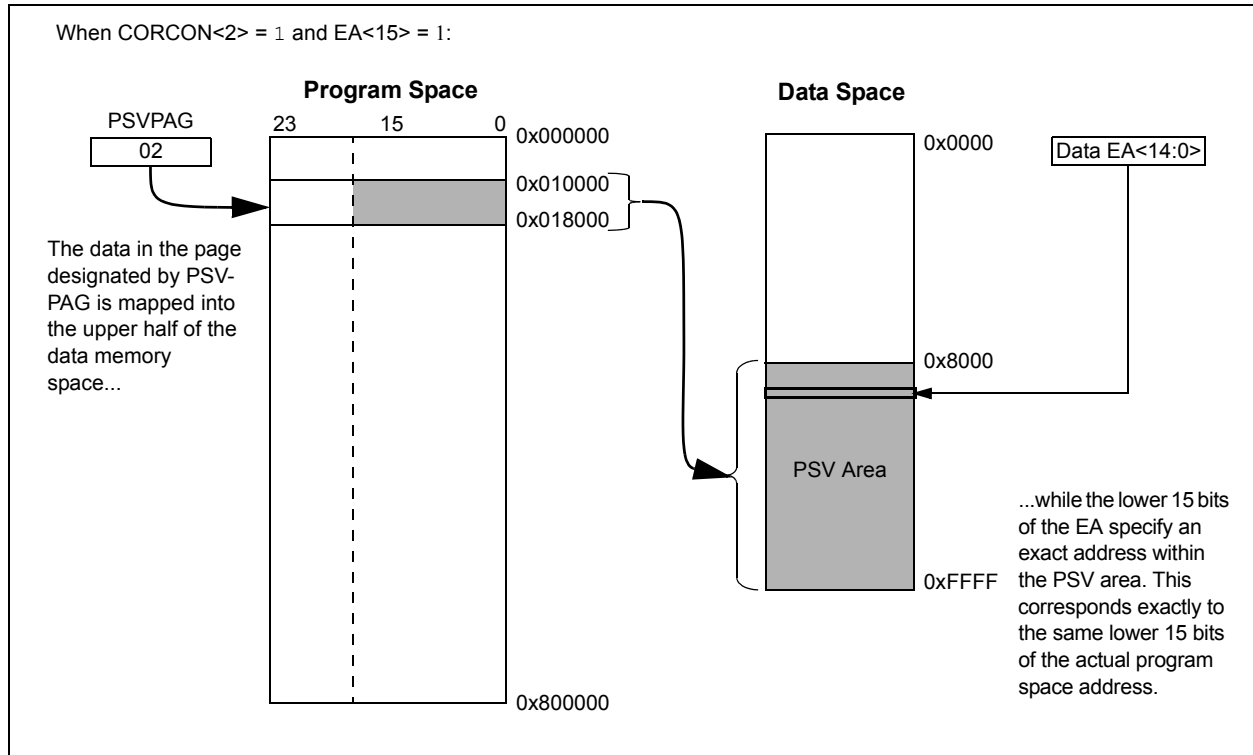 When CORCON<2> = 1 and EA<15> = 1:
Program Space
Data Space
PSVPAG
02
23 15 0
0x000000
0x010000
0x018000
0x800000
The data in the page
designated by PSV-
PAG is mapped into
the upper half of the
data memory
space...
0x0000
Data EA<14:0>
0x8000
PSV Area
0xFFFF
...while the lower 15 bits
of the EA specify an
exact address within
the PSV area. This
corresponds exactly to
the same lower 15 bits
of the actual program
space address.